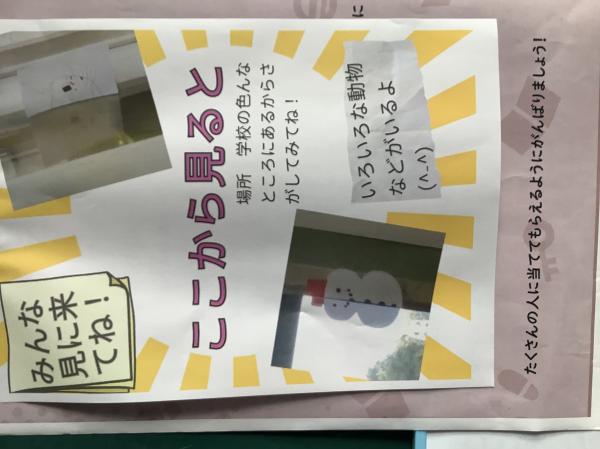 みんな
見に来
てね！
ここから見ると
場所　学校の色んな
ところにあるからさ
がしてみてね！
いろいろな動物
などがいるよ
(^-^)
に
たくさんの人に当ててもらえるようにがんばりましょう！